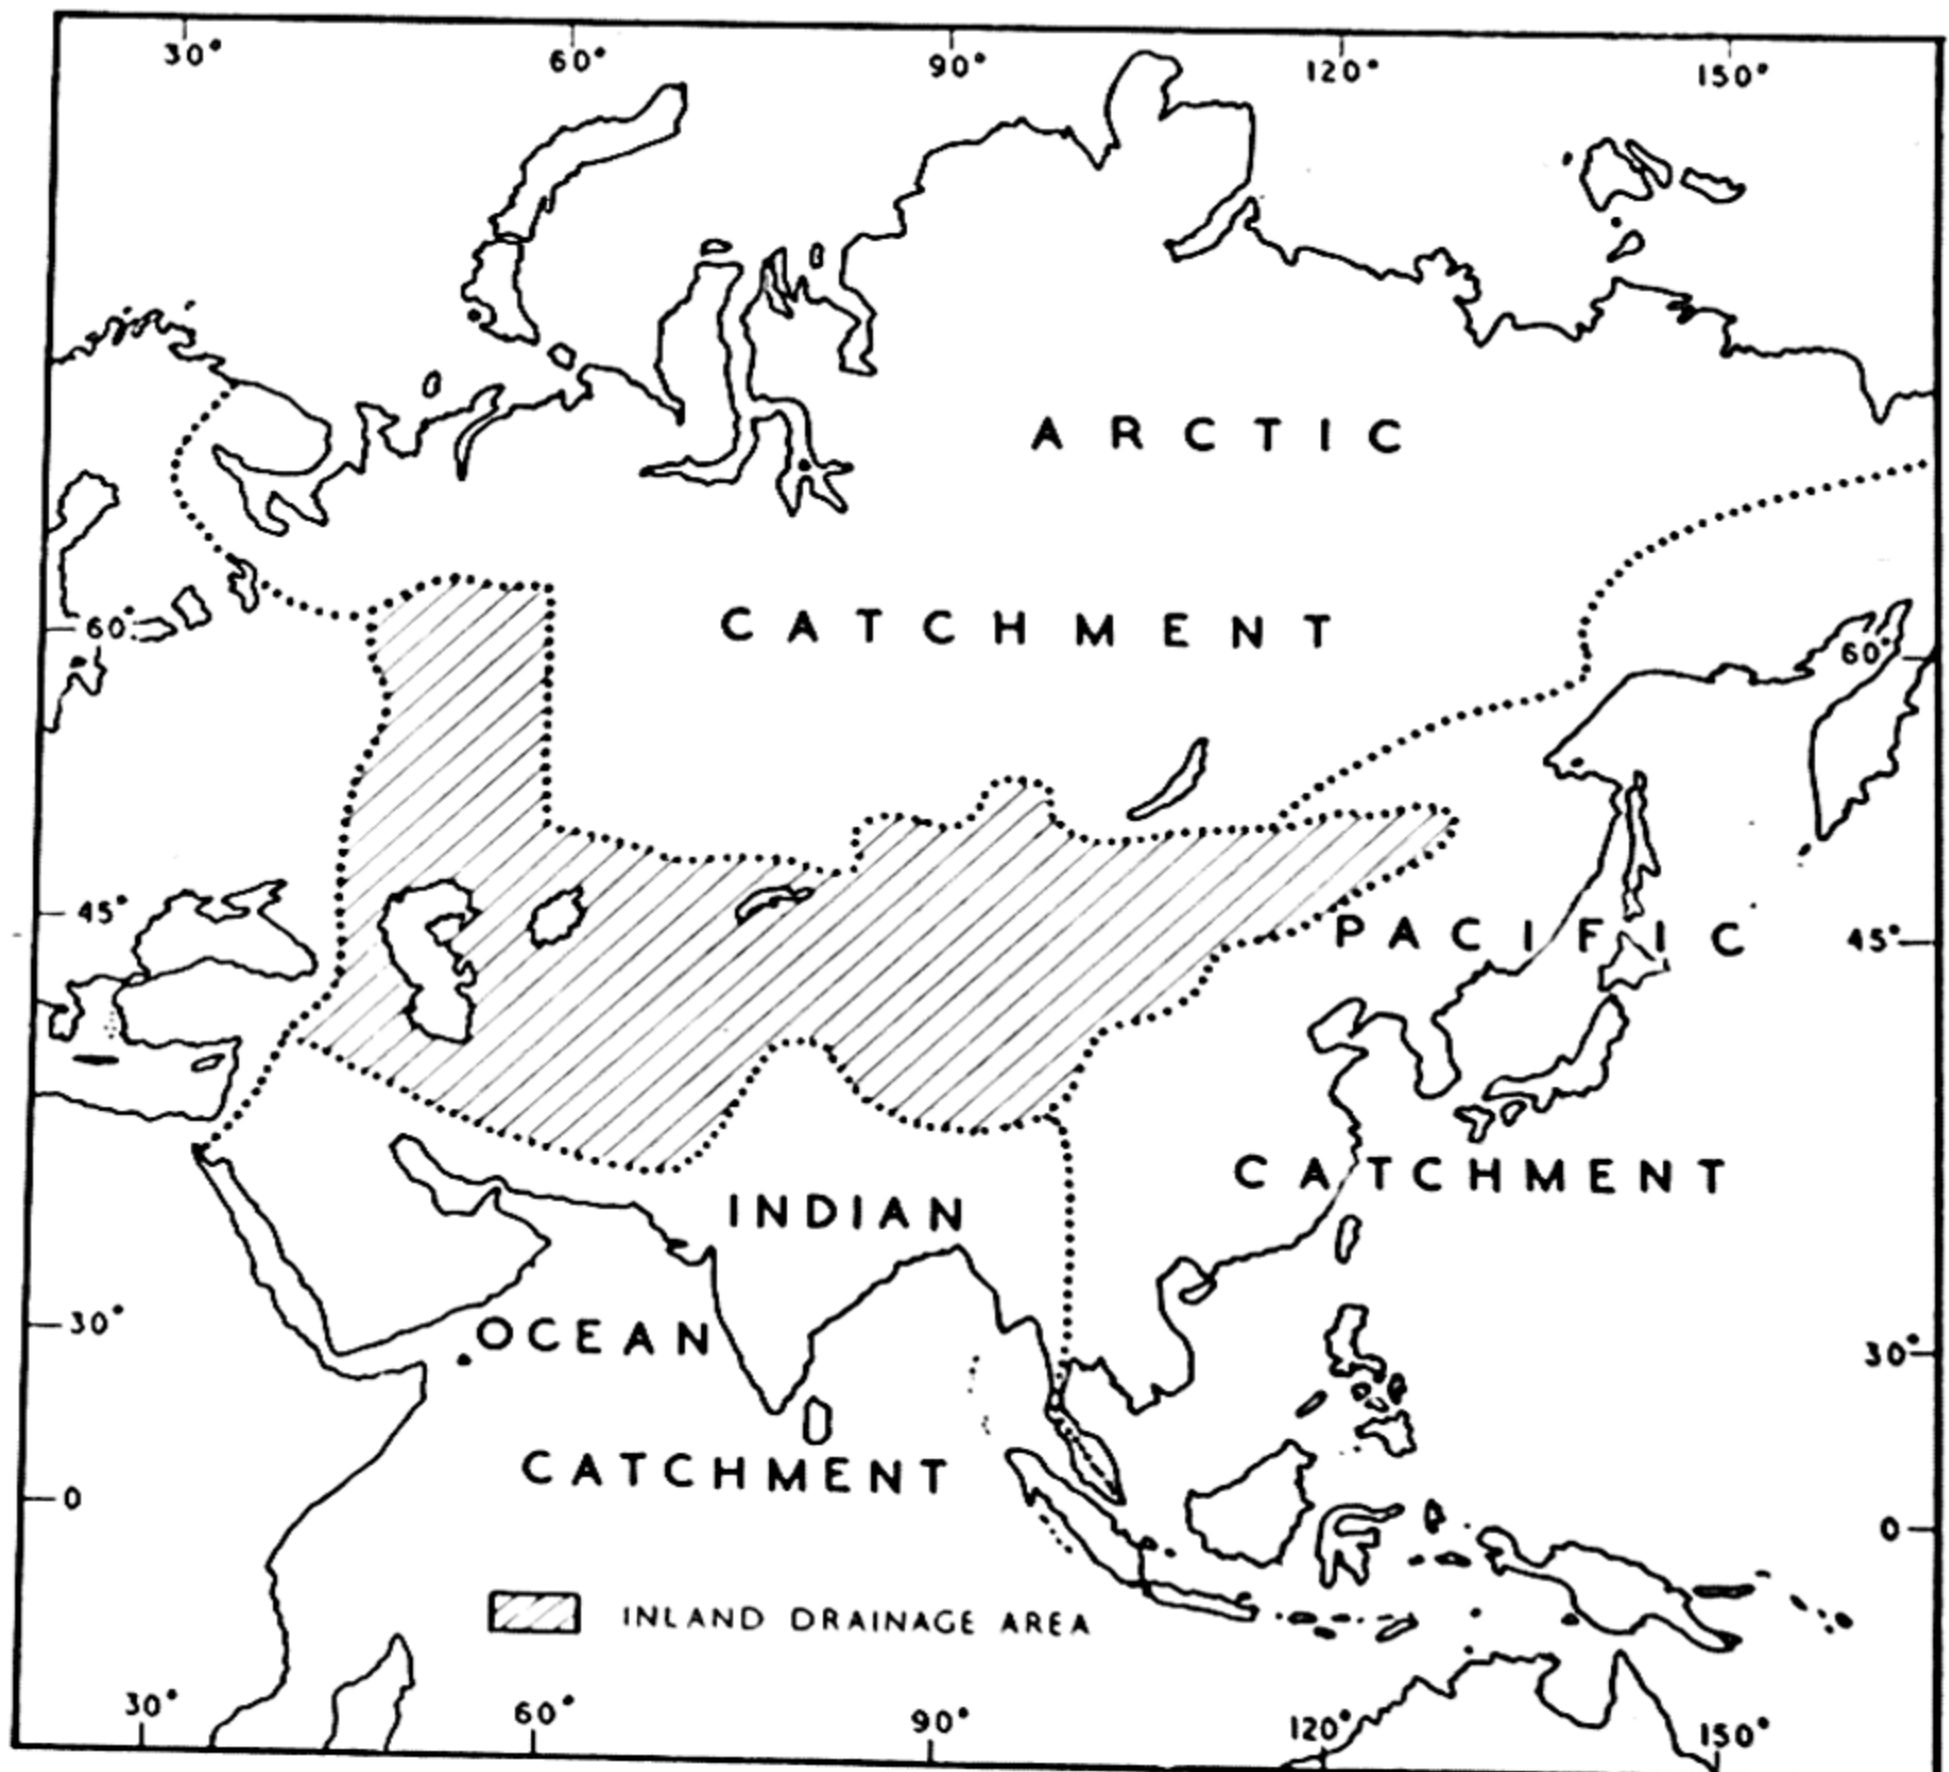 30° 60° 90° 120° 150°
ARCTIC
60°
CATCHMENT
60°
45°
PACIFIC
45°
CATCHMENT
INDIAN
30°
OCEAN
30°
CATCHMENT
0
0
INLAND DRAINAGE AREA
30° 60° 90° 120° 150°